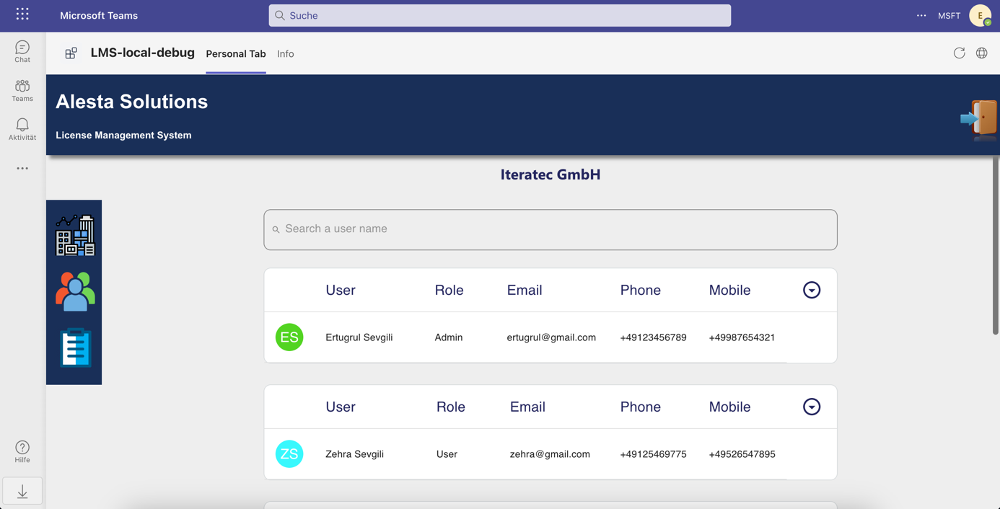 Microsoft Teams
Suche
MSFT
E
Chat
Teams
Aktivität
Hilfe
LMS-local-debug
Personal Tab
Info
Alesta Solutions
License Management System
Iteratec GmbH
Search a user name
User Role Email Phone Mobile
ES Ertugrul Sevgili Admin ertugrul@gmail.com +49123456789 +49987654321
User Role Email Phone Mobile
ZS Zehra Sevgili User zehra@gmail.com +49125469775 +49526547895